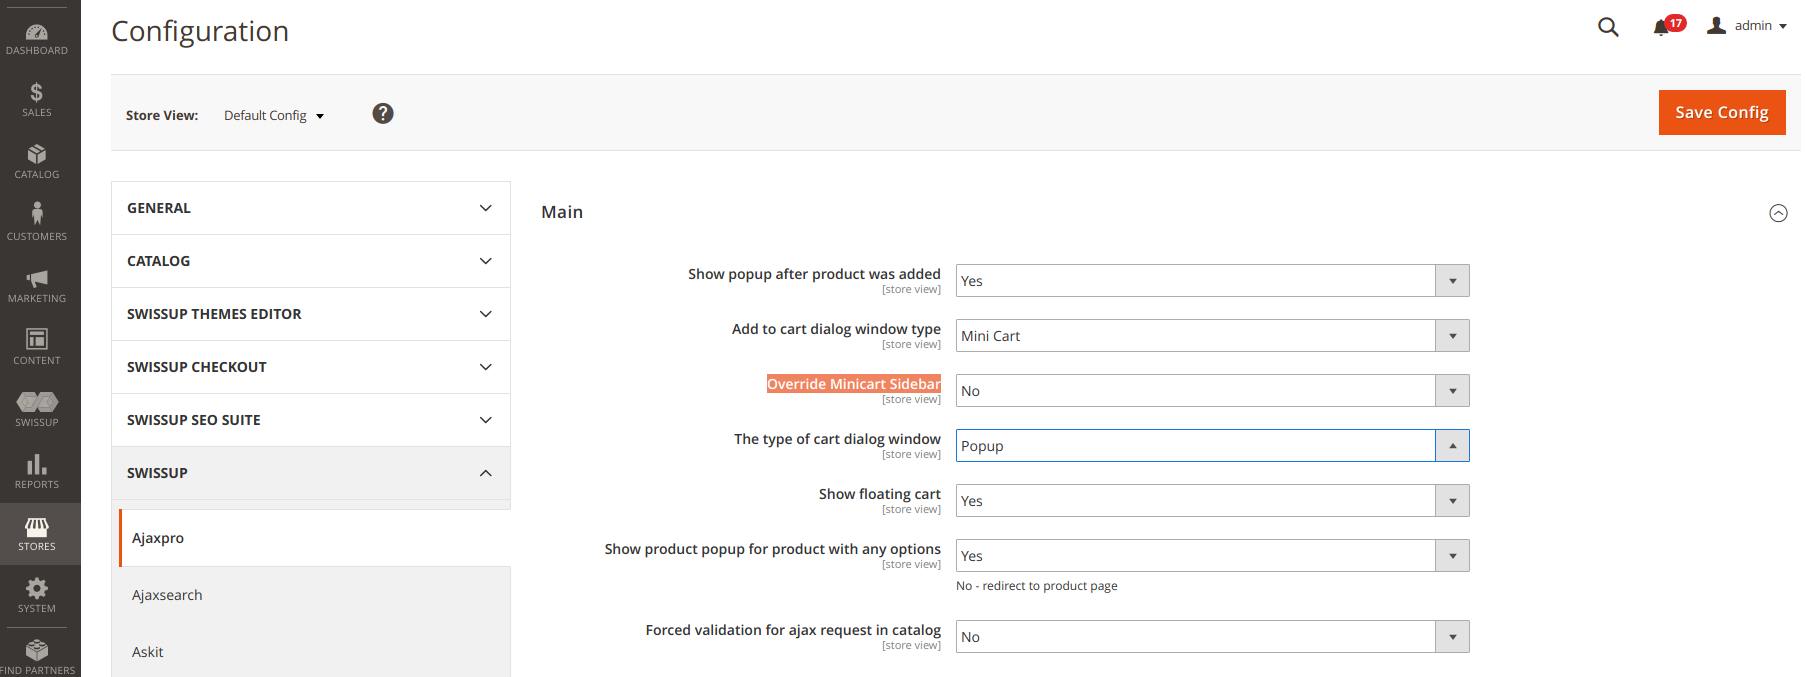 Configuration
17
admin
Store View:
Default Config
?
Save Config
DASHBOARD
SALES
CATALOG
CUSTOMERS
MARKETING
CONTENT
SWISSUP
REPORTS
STORES
SYSTEM
FIND PARTNERS
GENERAL
CATALOG
SWISSUP THEMES EDITOR
SWISSUP CHECKOUT
SWISSUP SEO SUITE
SWISSUP
Ajaxpro
Ajaxsearch
Askit
Main
Show popup after product was added
[store view]
Yes
Add to cart dialog window type
[store view]
Mini Cart
Override Minicart Sidebar
[store view]
No
The type of cart dialog window
[store view]
Popup
Show floating cart
[store view]
Yes
Show product popup for product with any options
[store view]
Yes
No - redirect to product page
Forced validation for ajax request in catalog
[store view]
No